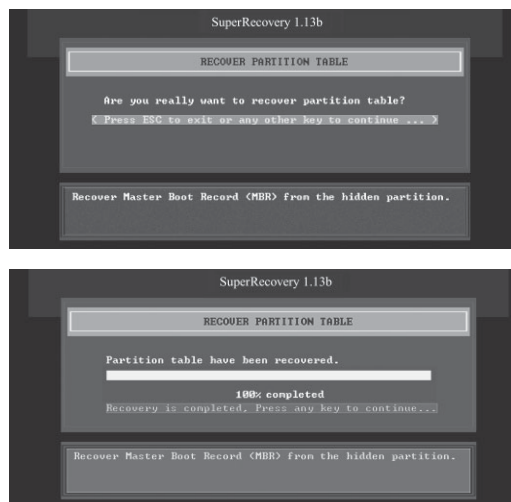 SuperRecovery 1.13b
RECOVER PARTITION TABLE
Are you really want to recover partition table?
< Press ESC to exit or any other key to continue ... >
Recover Master Boot Record (MBR) from the hidden partition.
SuperRecovery 1.13b
RECOVER PARTITION TABLE
Partition table have been recovered.
100% completed
Recovery is completed. Press any key to continue...
Recover Master Boot Record (MBR) from the hidden partition.